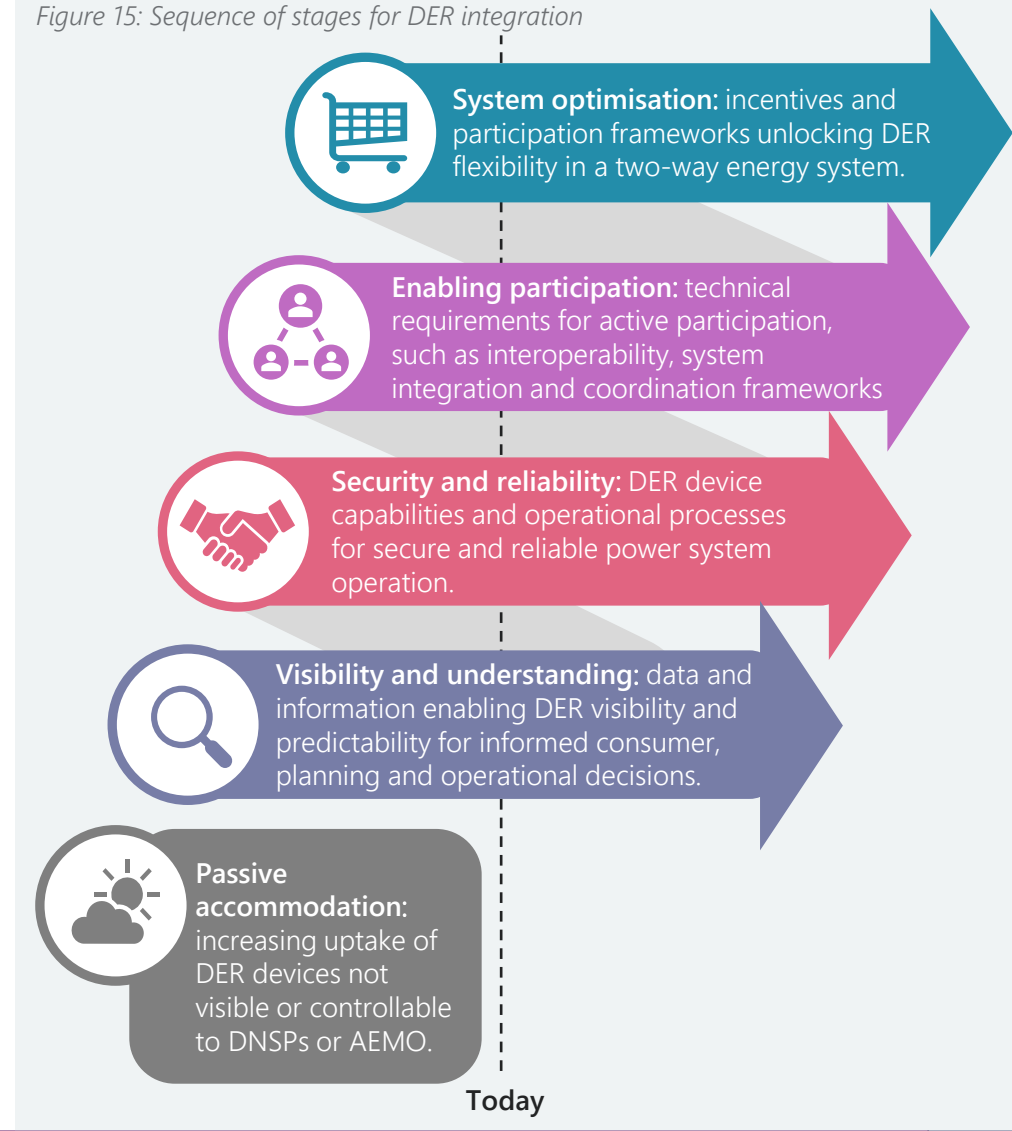 Figure 15: Sequence of stages for DER integration
System optimisation: incentives and
participation frameworks unlocking DER
flexibility in a two-way energy system.
Enabling participation: technical
requirements for active participation,
such as interoperability, system
integration and coordination frameworks
Security and reliability: DER device
capabilities and operational processes
for secure and reliable power system
operation.
Visibility and understanding: data and
information enabling DER visibility and
predictability for informed consumer,
planning and operational decisions.
Passive
accommodation:
increasing uptake of
DER devices not
visible or controllable
to DNSPs or AEMO.
Today